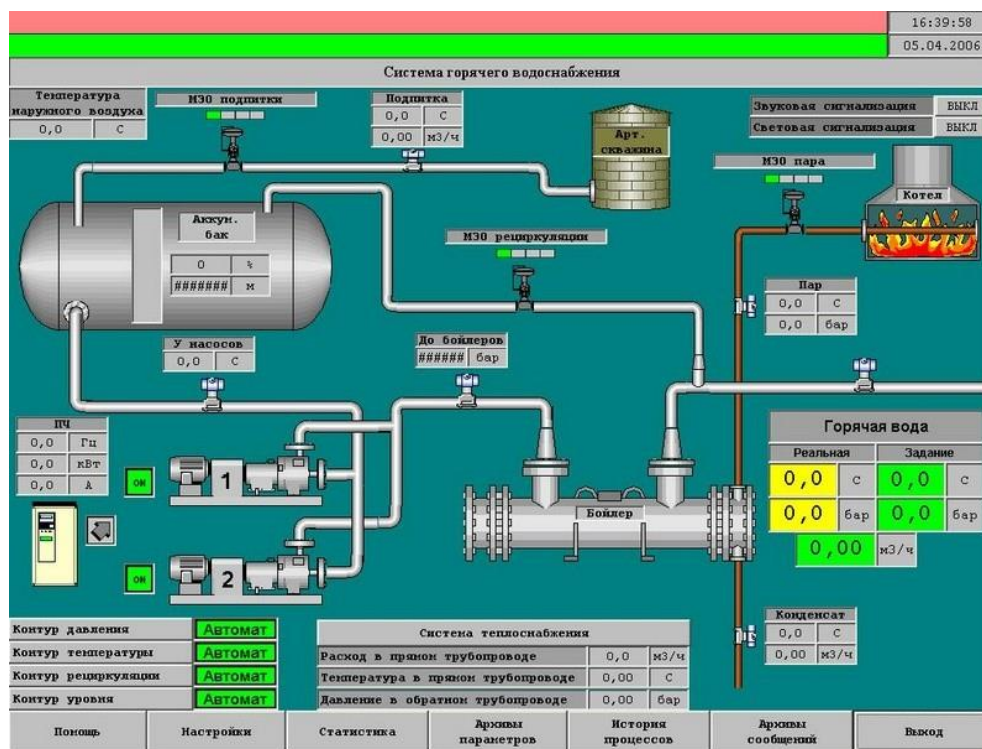 16:39:58
05.04.2006
Система горячего водоснабжения
Температура
наружного воздуха
0,0 С
МЭО подпитки
Подпитка
0,0 С
0,00 м3/ч
Арт.
скважина
Звуковая сигнализация ВЫКЛ
Световая сигнализация ВЫКЛ
МЭО пара
Котел
Аккум.
бак
0 %
####### м
МЭО рециркуляции
Пар
0,0 С
0,0 бар
У насосов
0,0 С
До бойлеров
###### бар
ПЧ
0,0 Гц
0,0 кВт
0,0 А
ON
1
ON
2
Бойлер
Горячая вода
Реальная Задание
0,0 С 0,0 С
0,0 бар 0,0 бар
0,00 м3/ч
Конденсат
0,0 С
0,00 м3/ч
Контур давления Автомат
Контур температуры Автомат
Контур рециркуляции Автомат
Контур уровня Автомат
Система теплоснабжения
Расход в прямом трубопроводе 0,0 м3/ч
Температура в прямом трубопроводе 0,00 С
Давление в обратном трубопроводе 0,00 бар
Помощь
Настройки
Статистика
Архивы
параметров
История
процессов
Архивы
сообщений
Выход